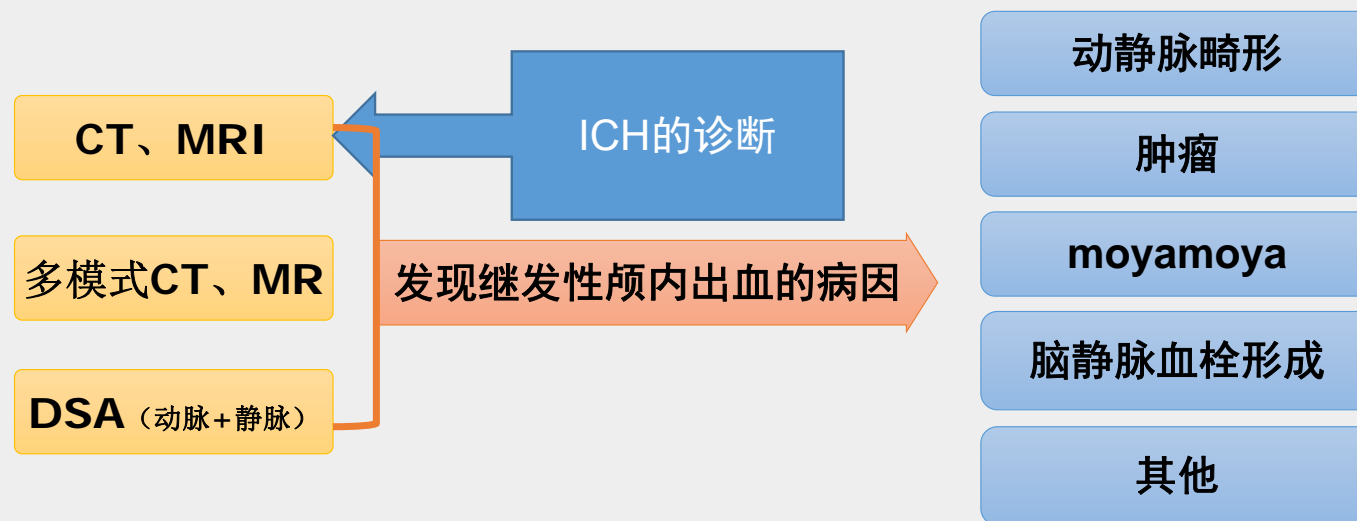 CT、MRI
多模式CT、MR
DSA（动脉+静脉）
ICH的诊断
发现继发性颅内出血的病因
动静脉畸形
肿瘤
moyamoya
脑静脉血栓形成
其他